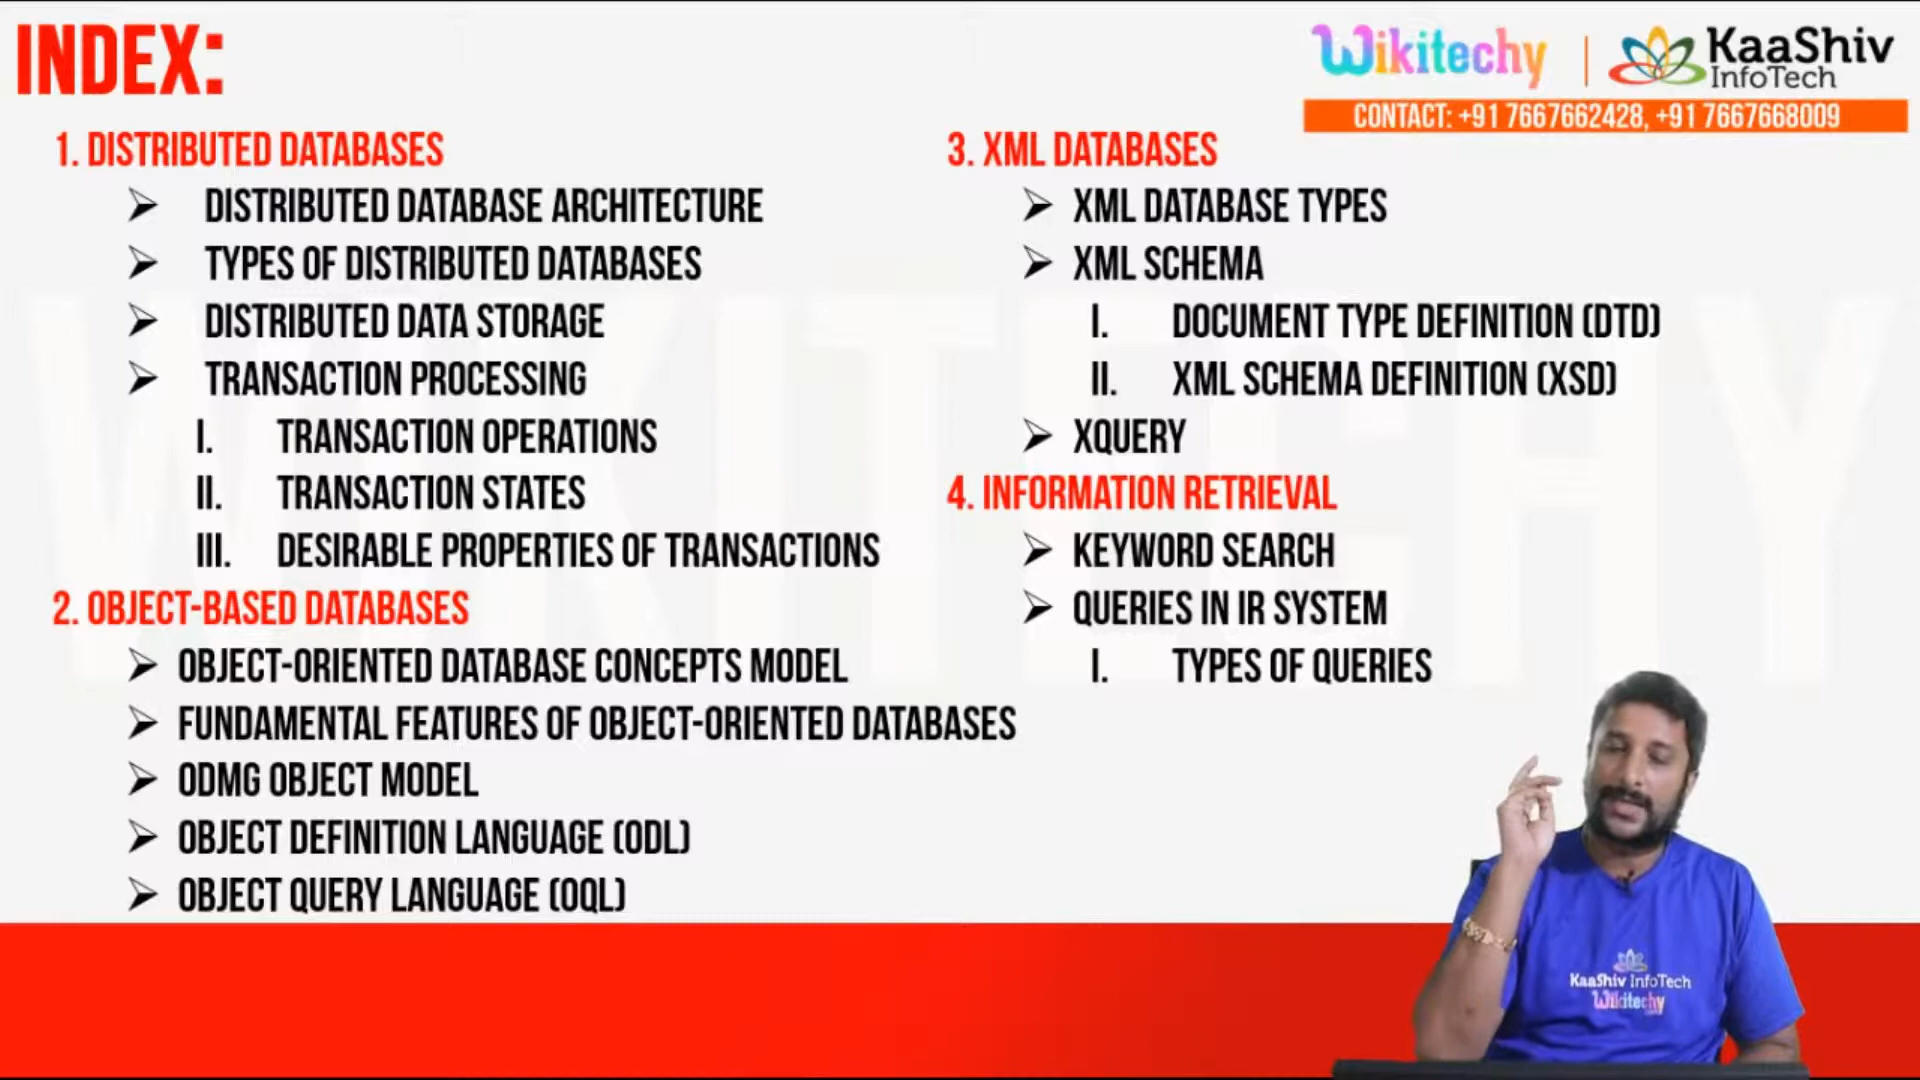 INDEX:
Wikitechy | KaaShiv
InfoTech
CONTACT: +91 7667662428, +91 7667668009
1. DISTRIBUTED DATABASES
➢ DISTRIBUTED DATABASE ARCHITECTURE
➢ TYPES OF DISTRIBUTED DATABASES
➢ DISTRIBUTED DATA STORAGE
➢ TRANSACTION PROCESSING
I. TRANSACTION OPERATIONS
II. TRANSACTION STATES
III. DESIRABLE PROPERTIES OF TRANSACTIONS
2. OBJECT-BASED DATABASES
➢ OBJECT-ORIENTED DATABASE CONCEPTS MODEL
➢ FUNDAMENTAL FEATURES OF OBJECT-ORIENTED DATABASES
➢ ODMG OBJECT MODEL
➢ OBJECT DEFINITION LANGUAGE (ODL)
➢ OBJECT QUERY LANGUAGE (OQL)
3. XML DATABASES
➢ XML DATABASE TYPES
➢ XML SCHEMA
I. DOCUMENT TYPE DEFINITION (DTD)
II. XML SCHEMA DEFINITION (XSD)
➢ XQUERY
4. INFORMATION RETRIEVAL
➢ KEYWORD SEARCH
➢ QUERIES IN IR SYSTEM
I. TYPES OF QUERIES
WIKITECHY
KaaShiv InfoTech
Wikitechy